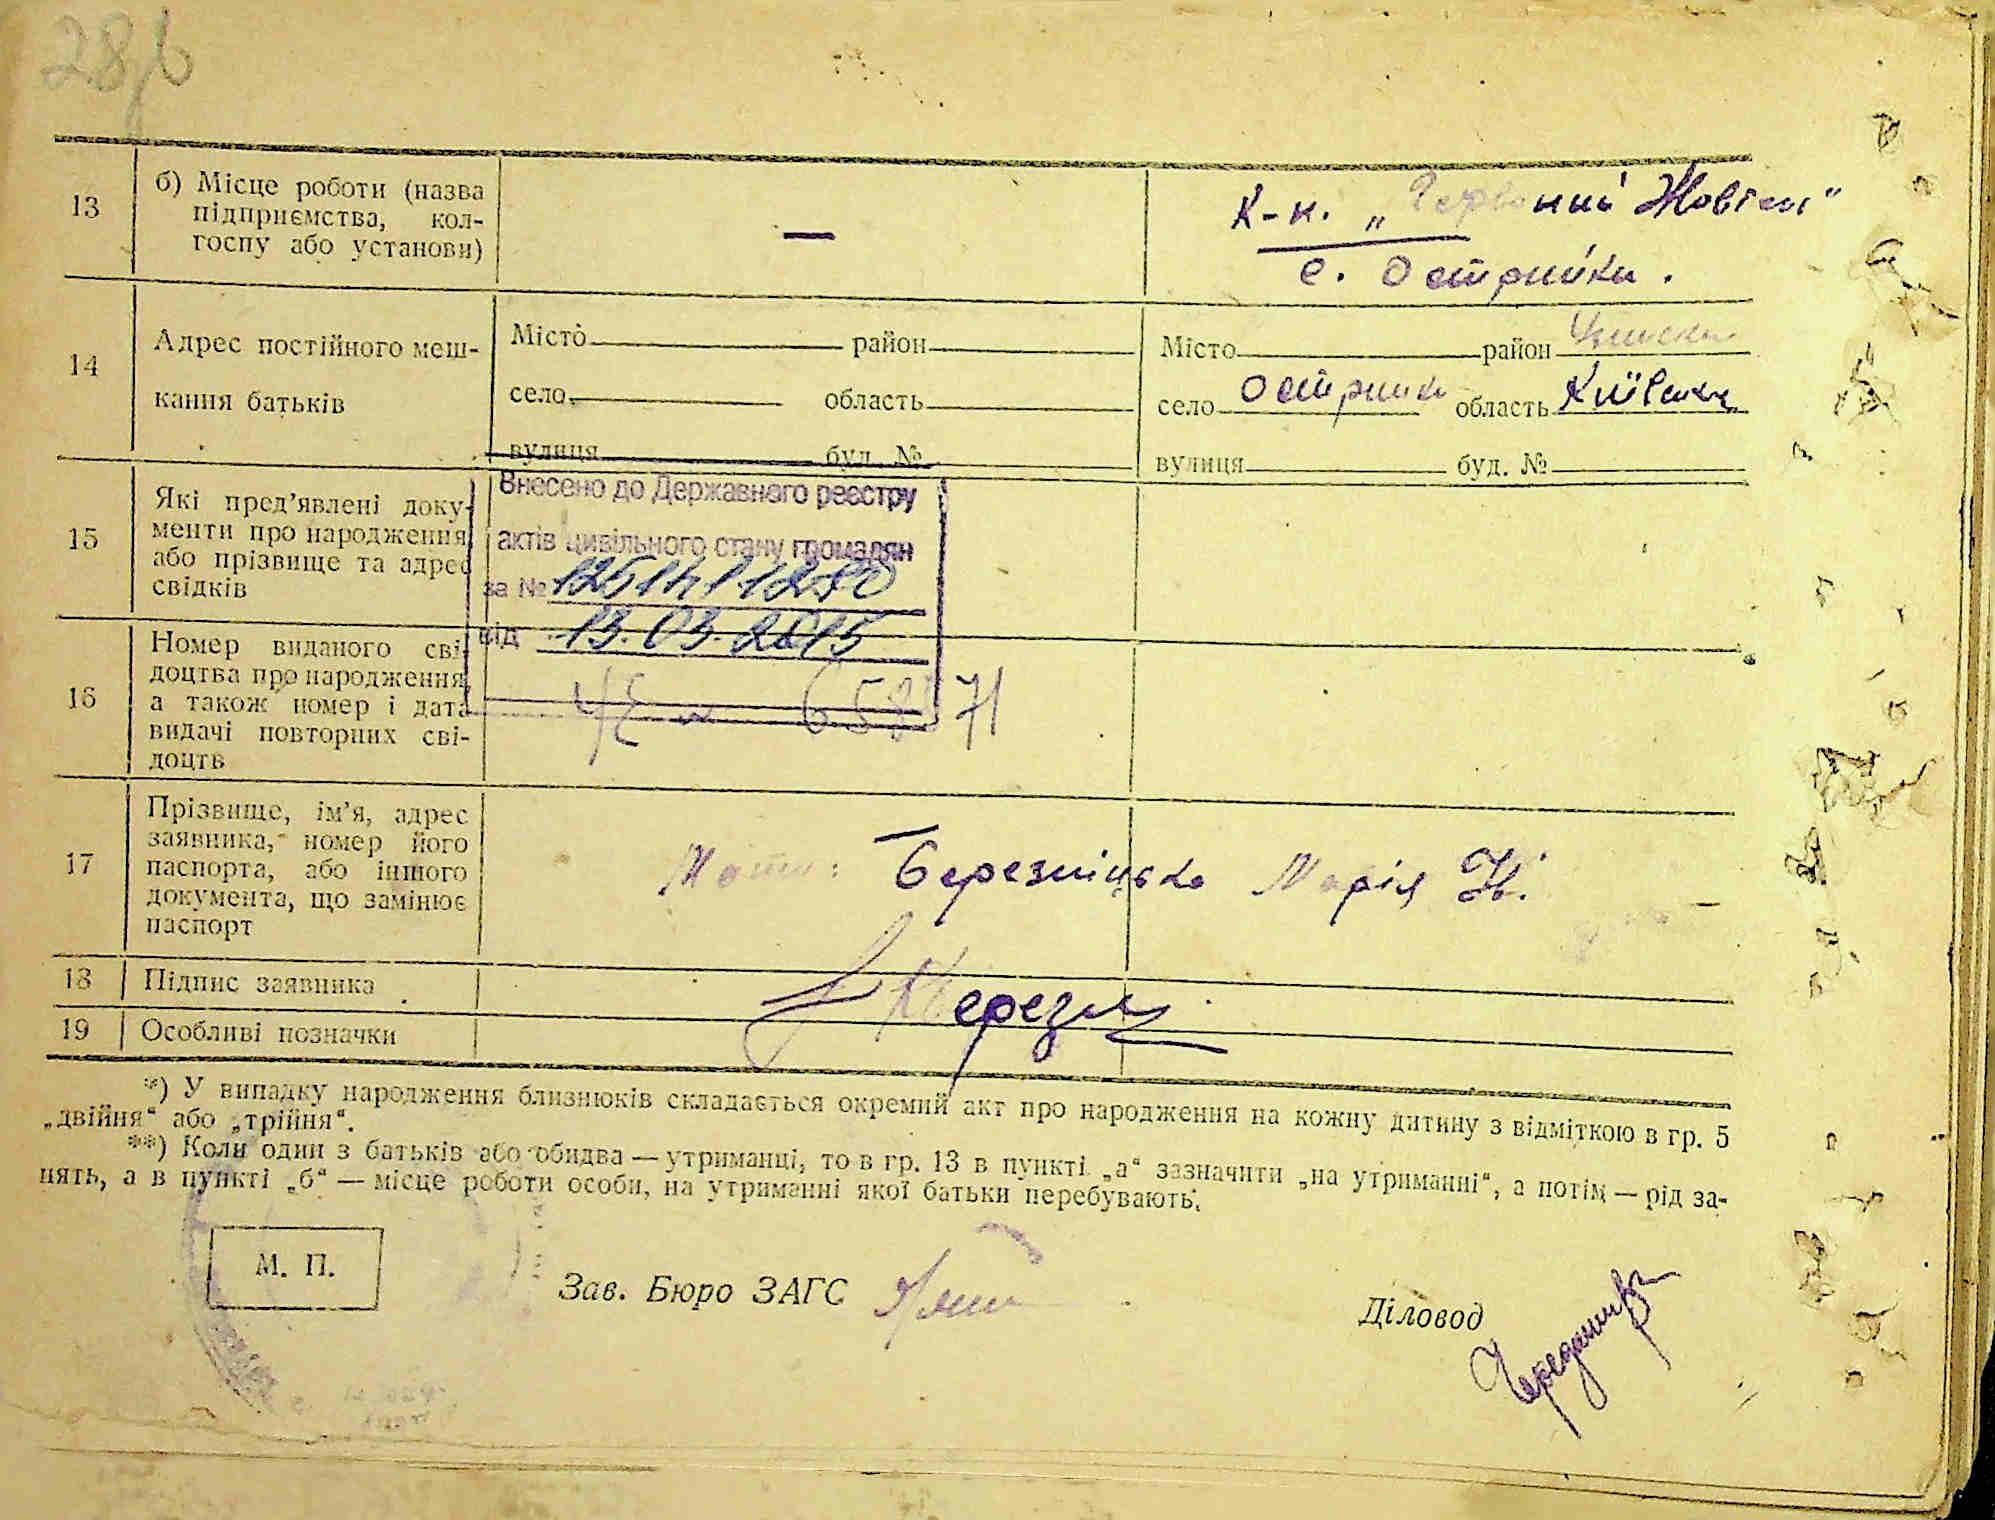 13
б) Місце роботи (назва
підприємства, кол-
госпу або установи)
—
к-к. „Червоний Жовтень"
с. Острійки.
14
Адрес постійного меш-
кання батьків
Місто район
село область
вулиця буд. №
Місто район
село Острійки область Київська
вулиця буд. №
15
Які пред’явлені доку-
менти про народження
або прізвище та адрес
свідків
Внесено до Державного реєстру
актів цивільного стану громадян
за №
від 13.03.2015
16
Номер виданого сві-
доцтва про народження,
а також номер і дата
видачі повторних сві-
доцтв
17
Прізвище, ім’я, адрес
заявника, номер його
паспорта, або іншого
документа, що замінює
паспорт
Мати: Березніцька Марія
18
Підпис заявника
19
Особливі позначки
*) У випадку народження близнюків складається окремий акт про народження на кожну дитину з відміткою в гр. 5
„двійня“ або „трійня“.
**) Коли один з батьків або обидва — утриманці, то в гр. 13 в пункті „а“ зазначити „на утриманні“, а потім — рід за-
нять, а в пункті „б“ — місце роботи особи, на утриманні якої батьки перебувають.
М. П.
Зав. Бюро ЗАГС
Діловод